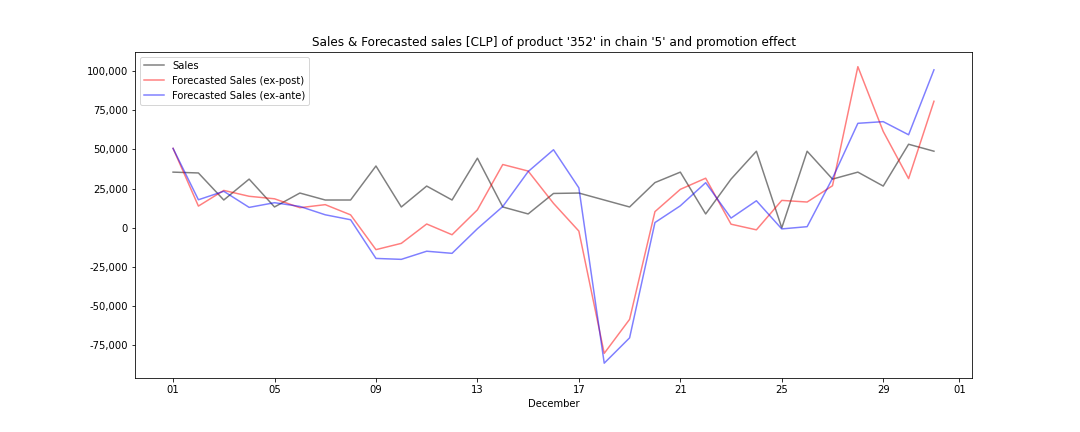 Sales & Forecasted sales [CLP] of product '352' in chain '5' and promotion effect
Sales
Forecasted Sales (ex-post)
Forecasted Sales (ex-ante)
100,000
75,000
50,000
25,000
0
-25,000
-50,000
-75,000
01 05 09 13 17 21 25 29 01
December